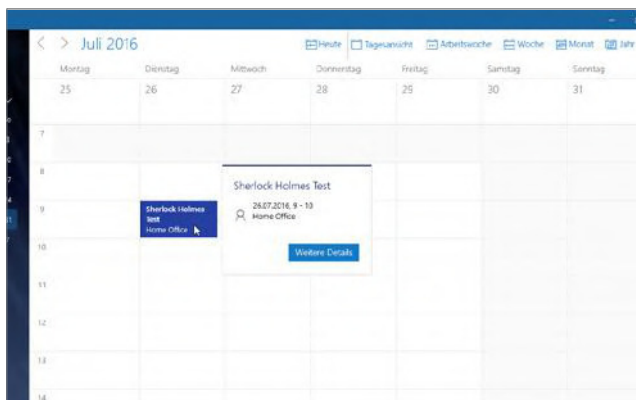 Juli 2016
Heute Tagesansicht Arbeitswoche Woche Monat Jahr
Montag Dienstag Mittwoch Donnerstag Freitag Samstag Sonntag
25 26 27 28 29 30 31
7
8
Sherlock Holmes Test
26.07.2016, 9 - 10
Home Office
9
Sherlock Holmes
Test
Home Office
Weitere Details
10
11
12
13
14